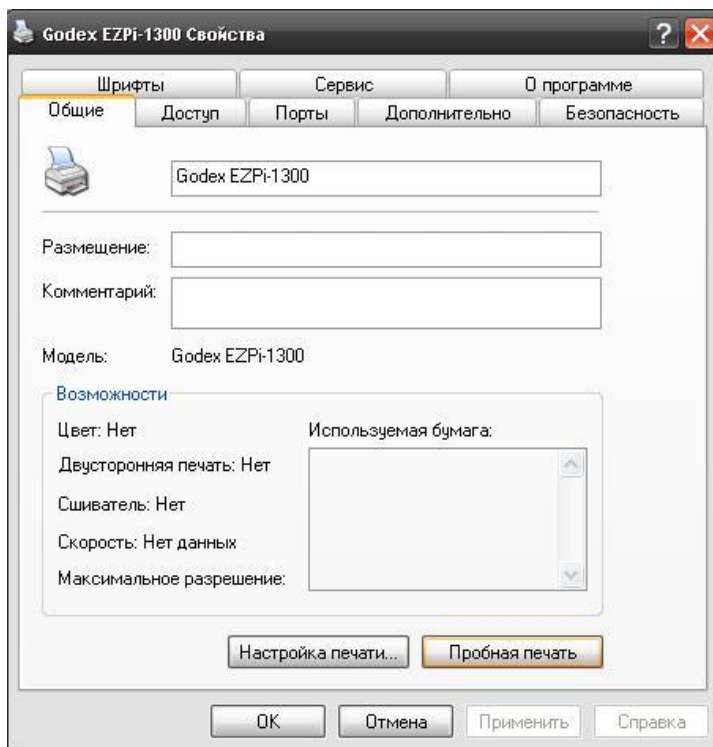 Godex EZPi-1300 Свойства
Шрифты Сервис О программе
Общие Доступ Порты Дополнительно Безопасность
Godex EZPi-1300
Размещение:
Комментарий:
Модель: Godex EZPi-1300
Возможности
Цвет: Нет Используемая бумага:
Двусторонняя печать: Нет
Сшиватель: Нет
Скорость: Нет данных
Максимальное разрешение:
Настройка печати... Пробная печать
OK Отмена Применить Справка